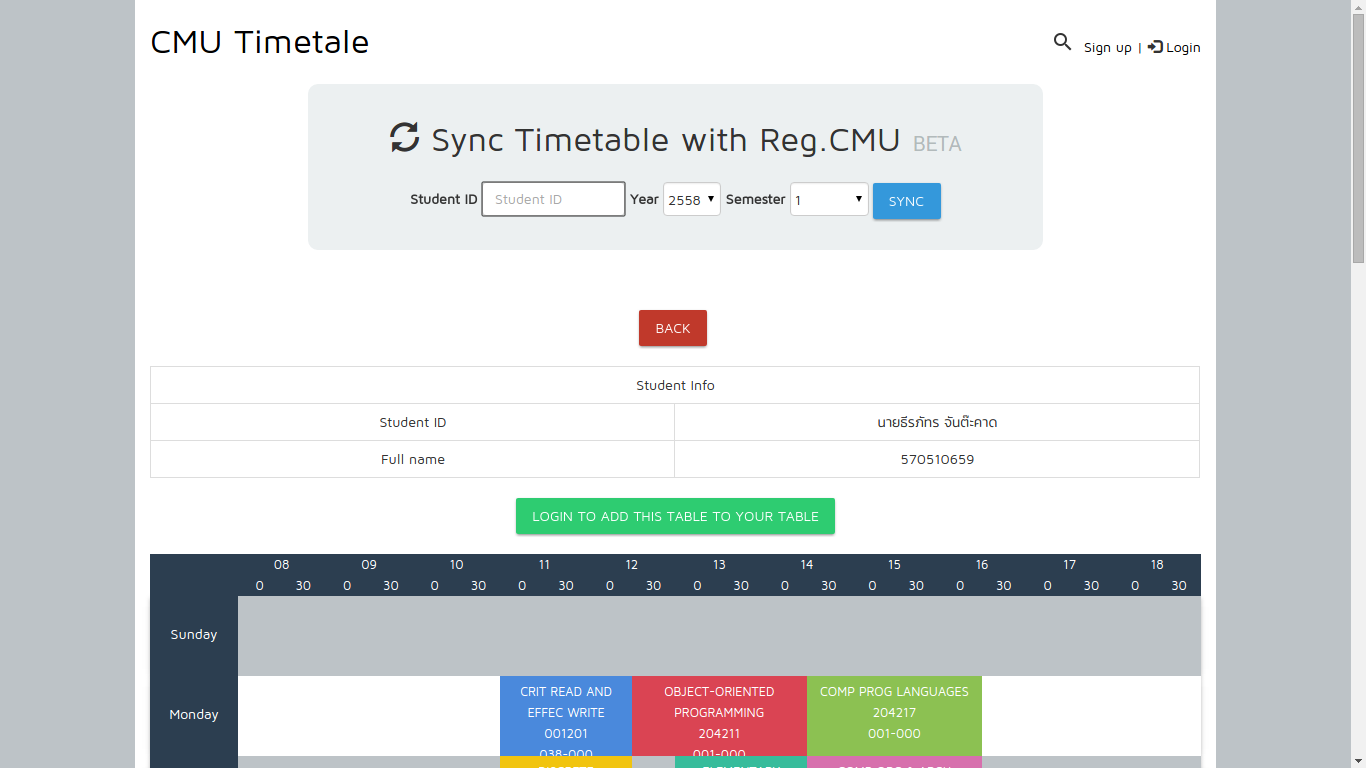 CMU Timetale
Sign up | Login
Sync Timetable with Reg.CMU BETA
Student ID Student ID Year 2558 Semester 1 SYNC
BACK
Student Info
Student ID นายธีรภัทร จันต๊ะคาด
Full name 570510659
LOGIN TO ADD THIS TABLE TO YOUR TABLE
08 09 10 11 12 13 14 15 16 17 18
0 30 0 30 0 30 0 30 0 30 0 30 0 30 0 30 0 30 0 30 0 30
Sunday
Monday
CRIT READ AND
EFFEC WRITE
001201
038-000
OBJECT-ORIENTED
PROGRAMMING
204211
001-000
COMP PROG LANGUAGES
204217
001-000